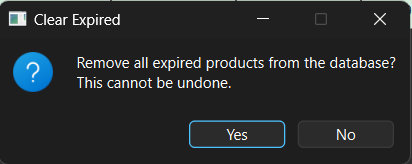 Clear Expired
Remove all expired products from the database?
This cannot be undone.
Yes
No